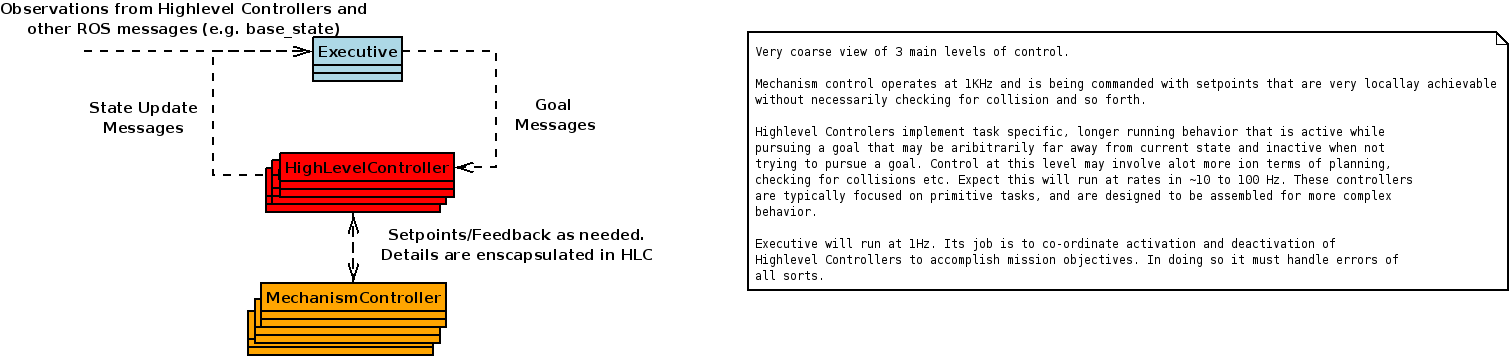 Observations from Highlevel Controllers and
other ROS messages (e.g. base_state)
Executive
State Update
Messages
Goal
Messages
HighLevelController
Setpoints/Feedback as needed.
Details are enscapsulated in HLC
MechanismController
Very coarse view of 3 main levels of control.
Mechanism control operates at 1KHz and is being commanded with setpoints that are very locallay achievable
without necessarily checking for collision and so forth.
Highlevel Controlers implement task specific, longer running behavior that is active while
pursuing a goal that may be aribitrarily far away from current state and inactive when not
trying to pursue a goal. Control at this level may involve alot more ion terms of planning,
checking for collisions etc. Expect this will run at rates in ~10 to 100 Hz. These controllers
are typically focused on primitive tasks, and are designed to be assembled for more complex
behavior.
Executive will run at 1Hz. Its job is to co-ordinate activation and deactivation of
Highlevel Controllers to accomplish mission objectives. In doing so it must handle errors of
all sorts.